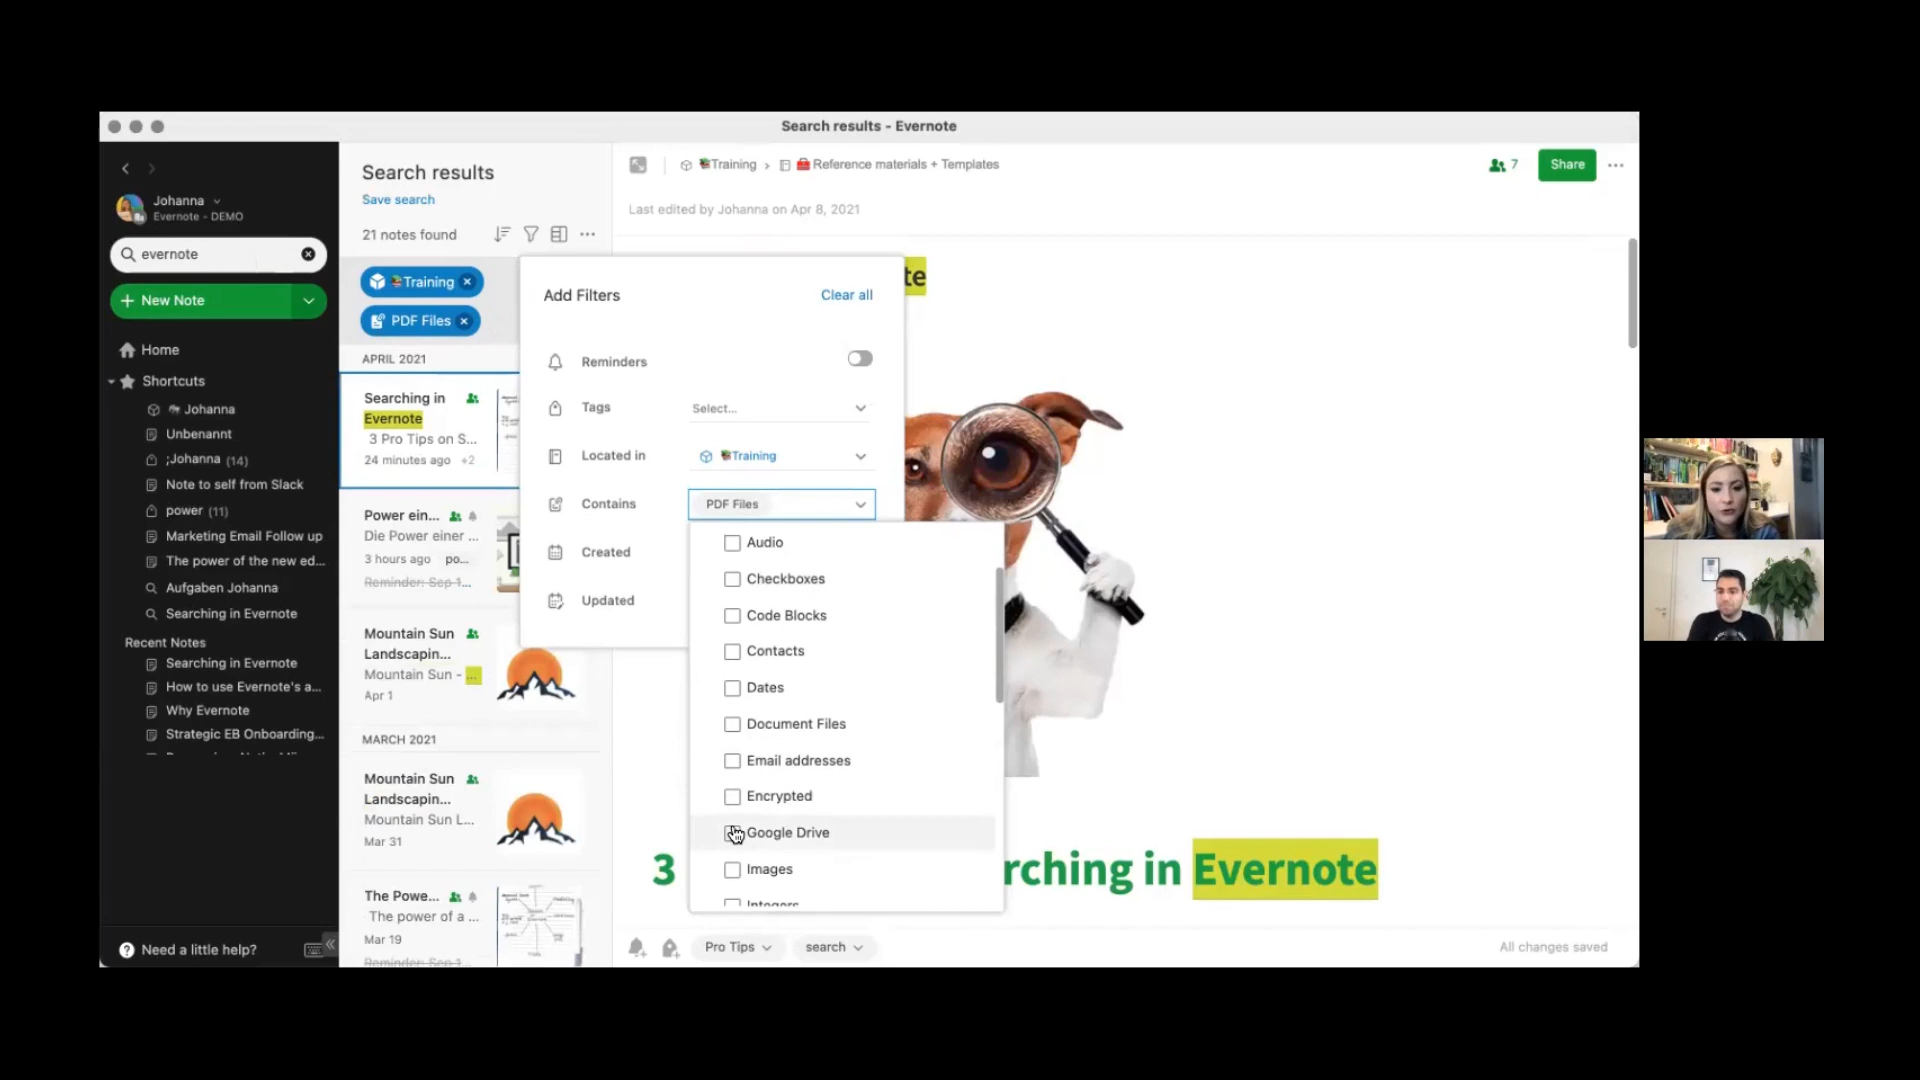 Search results - Evernote
Johanna
Evernote - DEMO
evernote
New Note
Home
Shortcuts
Johanna
Unbenannt
;Johanna (14)
Note to self from Slack
power (11)
Marketing Email Follow up
The power of the new ed...
Aufgaben Johanna
Searching in Evernote
Recent Notes
Searching in Evernote
How to use Evernote's a...
Why Evernote
Strategic EB Onboarding...
Need a little help?
Search results
Save search
21 notes found
Training
PDF Files
APRIL 2021
Searching in
Evernote
3 Pro Tips on S...
24 minutes ago +2
Power ein...
Die Power einer ...
3 hours ago po...
Reminder: Sep 1...
Mountain Sun
Landscapin...
Mountain Sun - ...
Apr 1
MARCH 2021
Mountain Sun
Landscapin...
Mountain Sun L...
Mar 31
The Powe...
The power of a ...
Mar 19
Reminder: Sep 1...
Add Filters
Clear all
Reminders
Tags
Select...
Located in
Training
Contains
PDF Files
Created
Updated
Audio
Checkboxes
Code Blocks
Contacts
Dates
Document Files
Email addresses
Encrypted
Google Drive
Images
Integers
Training > Reference materials + Templates
7
Share
Last edited by Johanna on Apr 8, 2021
te
3 rching in Evernote
Pro Tips
search
All changes saved